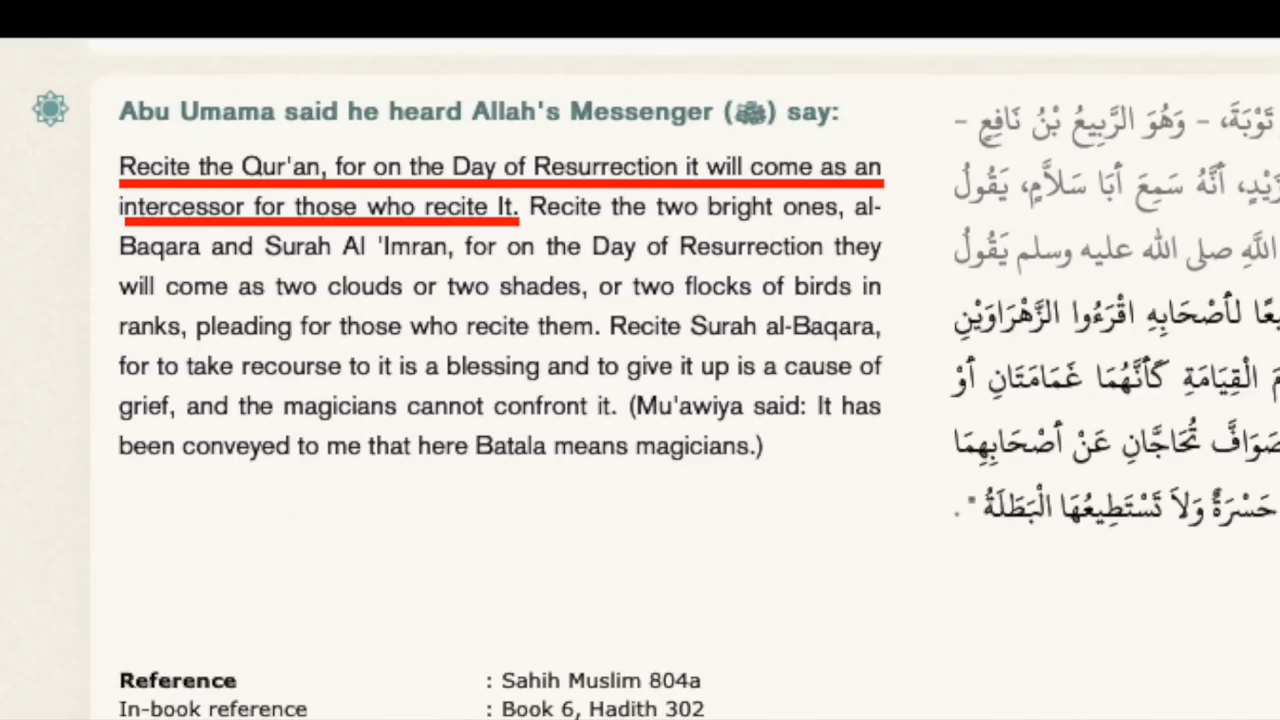 Abu Umama said he heard Allah's Messenger (ﷺ) say:
Recite the Qur'an, for on the Day of Resurrection it will come as an
intercessor for those who recite It. Recite the two bright ones, al-
Baqara and Surah Al 'Imran, for on the Day of Resurrection they
will come as two clouds or two shades, or two flocks of birds in
ranks, pleading for those who recite them. Recite Surah al-Baqara,
for to take recourse to it is a blessing and to give it up is a cause of
grief, and the magicians cannot confront it. (Mu'awiya said: It has
been conveyed to me that here Batala means magicians.)
تَوْبَةَ، - وَهُوَ الرَّبِيعُ بْنُ نَافِعٍ -
زَيْدٍ، أَنَّهُ سَمِعَ أَبَا سَلاَّمٍ، يَقُولُ
اللَّهِ صلى الله عليه وسلم يَقُولُ
لأَصْحَابِهِ اقْرَءُوا الزَّهْرَاوَيْنِ
الْقِيَامَةِ كَأَنَّهُمَا غَمَامَتَانِ أَوْ
صَوَافَّ تُحَاجَّانِ عَنْ أَصْحَابِهِمَا
حَسْرَةٌ وَلاَ تَسْتَطِيعُهَا الْبَطَلَةُ " .
Reference : Sahih Muslim 804a
In-book reference : Book 6, Hadith 302